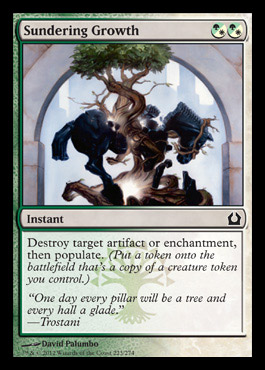 Sundering Growth
Instant
Destroy target artifact or enchantment,
then populate. (Put a token onto the
battlefield that's a copy of a creature token
you control.)
"One day every pillar will be a tree and
every hall a glade."
—Trostani
David Palumbo
™ & © 2012 Wizards of the Coast 223/274